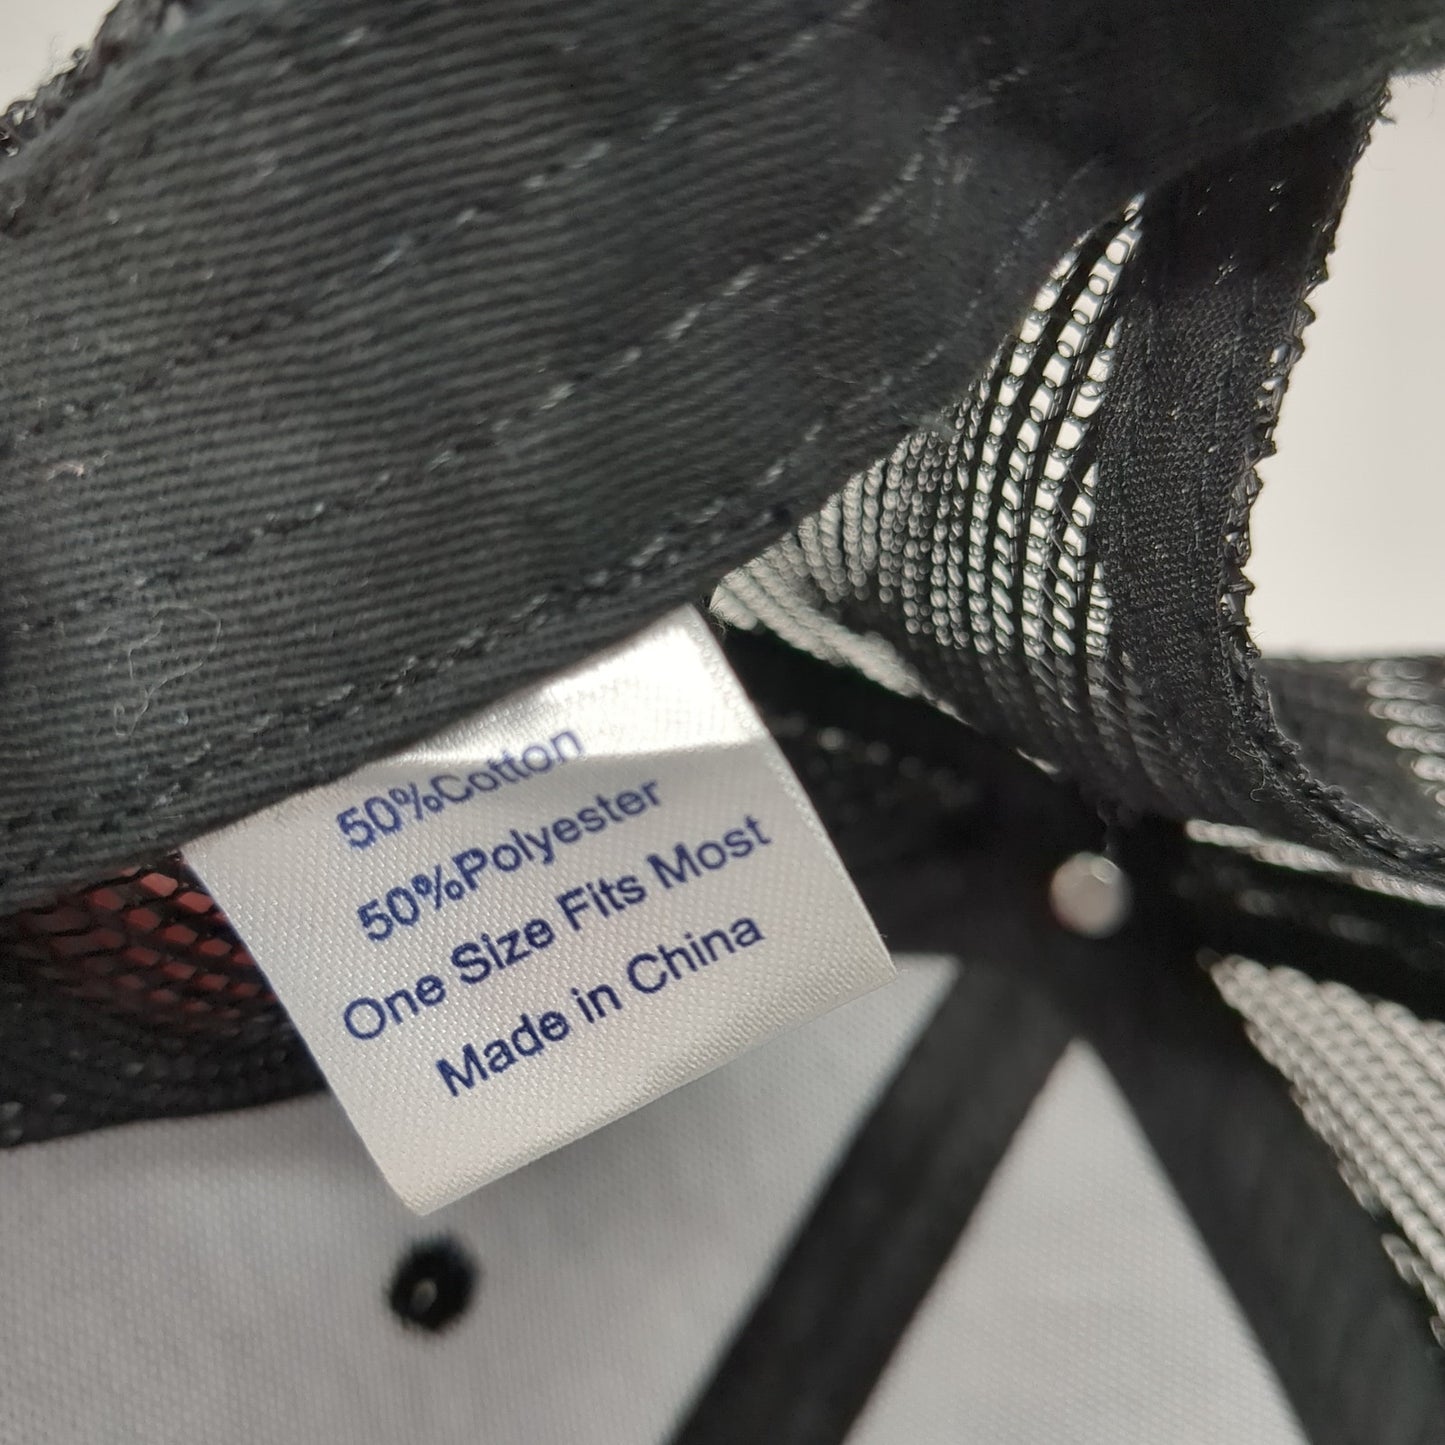 50%Cotton
50%Polyester
One Size Fits Most
Made in China